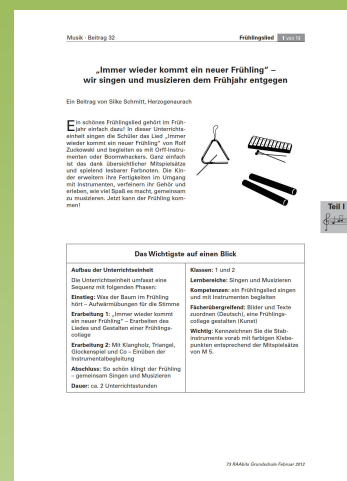 Musik · Beitrag 32
Frühlingslied
1 von 14
„Immer wieder kommt ein neuer Frühling“ –
wir singen und musizieren dem Frühjahr entgegen
Ein Beitrag von Silke Schmitt, Herzogenaurach
Ein schönes Frühlingslied gehört im Früh-
jahr einfach dazu! In dieser Unterrichts-
einheit singen die Schüler das Lied „Immer
wieder kommt ein neuer Frühling“ von Rolf
Zuckowski und begleiten es mit Orff-Instru-
menten oder Boomwhackers. Ganz einfach
ist das dank übersichtlicher Mitspielsätze
und spielend lesbarer Farbnoten. Die Kin-
der erweitern ihre Fertigkeiten im Umgang
mit Instrumenten, verfeinern ihr Gehör und
erleben, wie viel Spaß es macht, gemeinsam
zu musizieren. Jetzt kann der Frühling kom-
men!
Teil I
Das Wichtigste auf einen Blick
Aufbau der Unterrichtseinheit
Die Unterrichtseinheit umfasst eine
Sequenz mit folgenden Phasen:
Einstieg: Was der Baum im Frühling
hört – Aufwärmübungen für die Stimme
Erarbeitung 1: „Immer wieder kommt
ein neuer Frühling“ – Erarbeiten des
Liedes und Gestalten einer Frühlings-
collage
Erarbeitung 2: Mit Klangholz, Triangel,
Glockenspiel und Co – Einüben der
Instrumentalbegleitung
Abschluss: So schön klingt der Frühling
– gemeinsam Singen und Musizieren
Dauer: ca. 2 Unterrichtsstunden
Klassen: 1 und 2
Lernbereiche: Singen und Musizieren
Kompetenzen: ein Frühlingslied singen
und mit Instrumenten begleiten
Fächerübergreifend: Bilder und Texte
zuordnen (Deutsch), eine Frühlings-
collage gestalten (Kunst)
Wichtig: Kennzeichnen Sie die Stab-
instrumente vorab mit farbigen Klebe-
punkten entsprechend der Mitspielsätze
von M 5.
73 RAAbits Grundschule Februar 2012